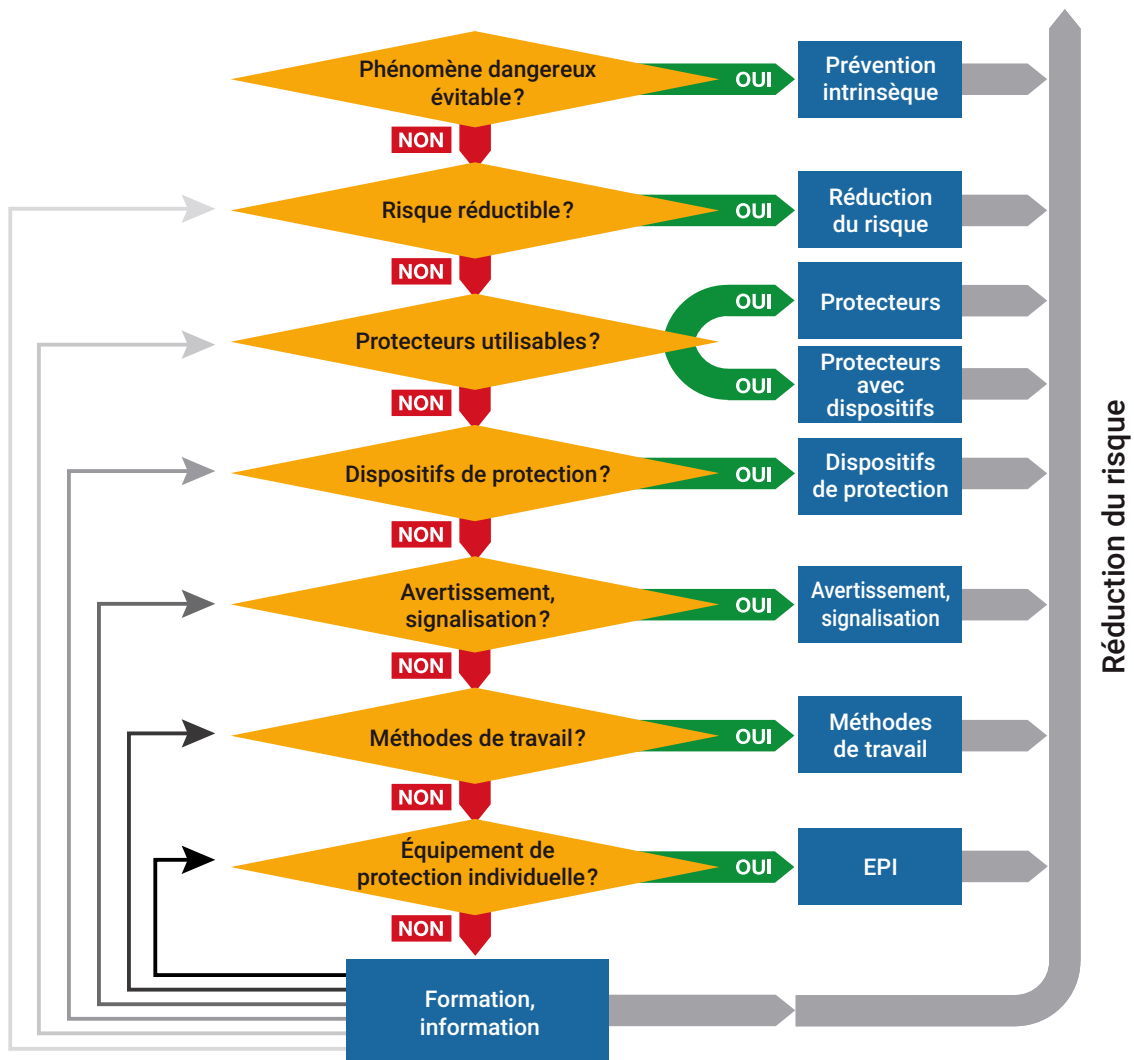 Phénomène dangereux
évitable?
OUI
Prévention
intrinsèque
NON
Risque réductible?
OUI
Réduction
du risque
NON
Protecteurs utilisables?
OUI
Protecteurs
OUI
Protecteurs
avec
dispositifs
NON
Dispositifs de protection?
OUI
Dispositifs
de protection
NON
Avertissement,
signalisation?
OUI
Avertissement,
signalisation
NON
Méthodes de travail?
OUI
Méthodes
de travail
NON
Équipement de
protection individuelle?
OUI
EPI
NON
Formation,
information
Réduction du risque